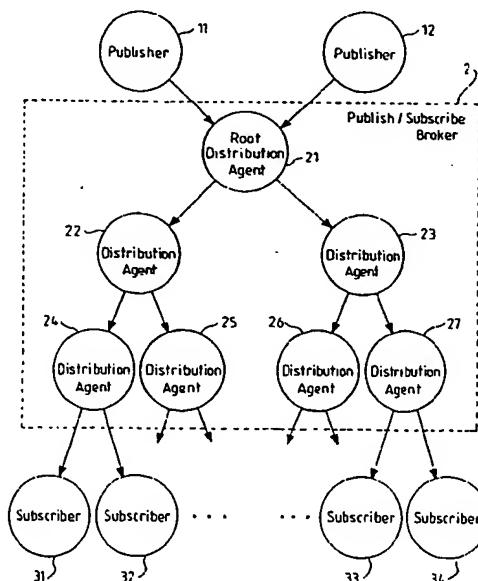 11
12
Publisher
Publisher
2
Publish / Subscribe
Broker
Root
Distribution
Agent
21
22
23
Distribution
Agent
Distribution
Agent
24
25
26
27
Distribution
Agent
Distribution
Agent
Distribution
Agent
Distribution
Agent
Subscriber
Subscriber
Subscriber
Subscriber
31
32
33
34